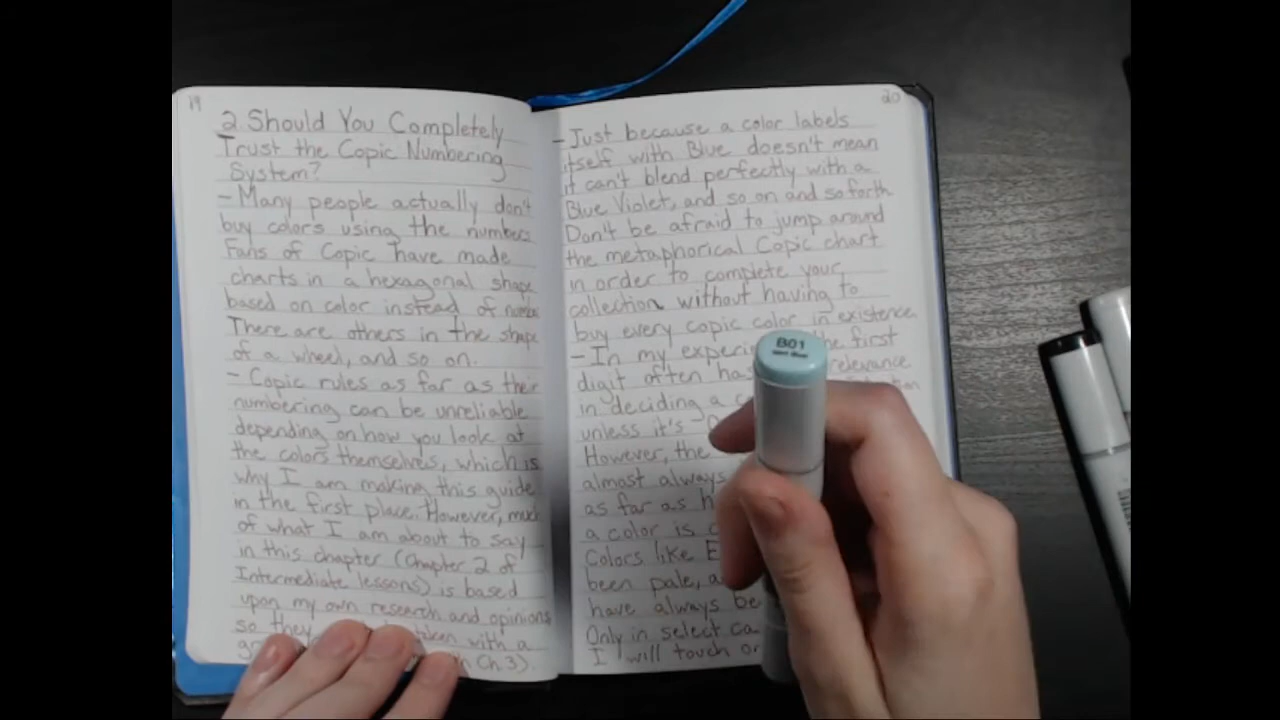 19
2 Should You Completely
Trust the Copic Numbering
System?
- Many people actually don't
buy colors using the numbers.
Fans of Copic have made
charts in a hexagonal shape
based on color instead of
There are others in the shape
of a wheel, and so on.
- Copic rules as far as their
numbering can be unreliable
depending on how you look at
the colors themselves, which is
why I am making this guide
in the first place. However, much
of what I am about to say
in this chapter (Chapter 2 of
Intermediate lessons) is based
upon my own research and opinions
so they taken with a
Ch.3).
20
- Just because a color labels
itself with Blue doesn't mean
it can't blend perfectly with a
Blue Violet, and so on and so forth.
Don't be afraid to jump around
the metaphorical Copic chart
in order to complete your
collection without having to
buy every copic color in existence.
- In my the first
digit often has relevance
in deciding a
unless it's
However, the
almost always
as far as
a color is
Colors like
been pale,
have always
Only in select
I will touch
B01